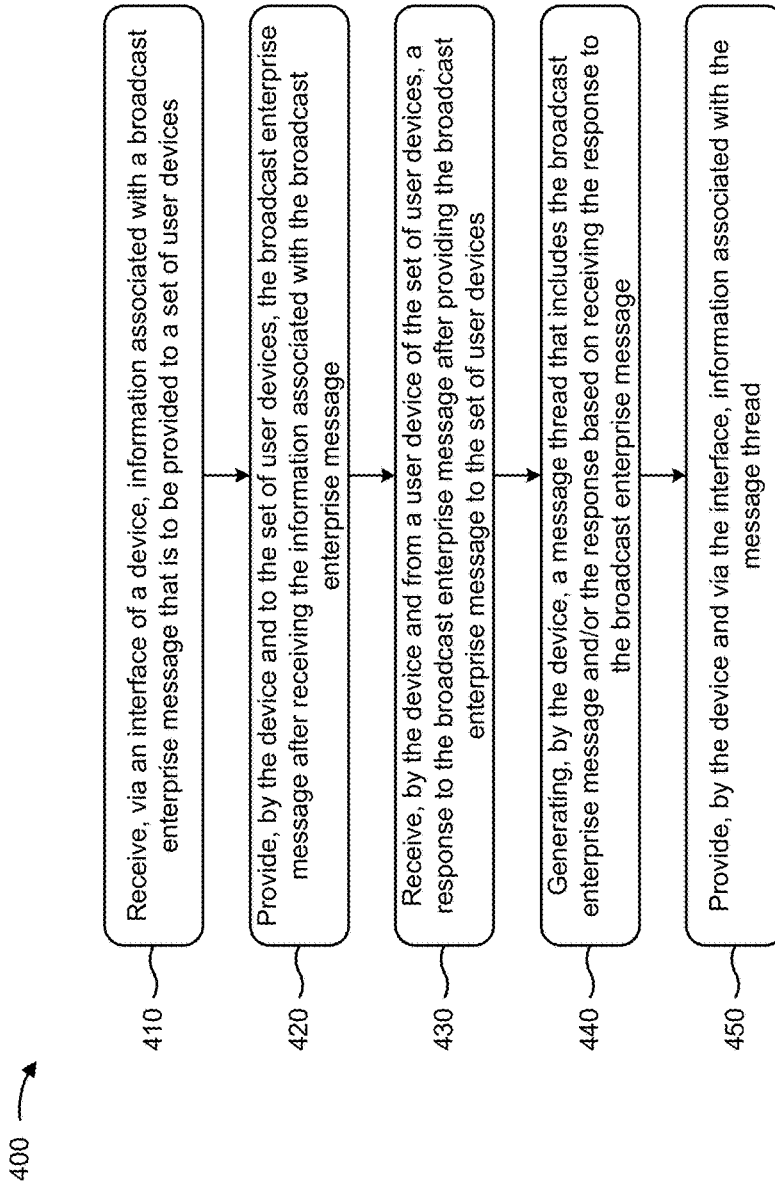 400
410
Receive, via an interface of a device, information associated with a broadcast
enterprise message that is to be provided to a set of user devices
420
Provide, by the device and to the set of user devices, the broadcast enterprise
message after receiving the information associated with the broadcast
enterprise message
430
Receive, by the device and from a user device of the set of user devices, a
response to the broadcast enterprise message after providing the broadcast
enterprise message to the set of user devices
440
Generating, by the device, a message thread that includes the broadcast
enterprise message and/or the response based on receiving the response to
the broadcast enterprise message
450
Provide, by the device and via the interface, information associated with the
message thread